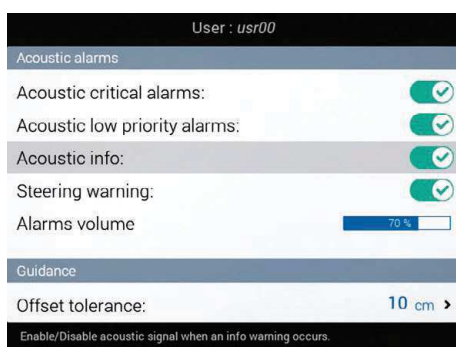 User : usr00
Acoustic alarms
Acoustic critical alarms:
Acoustic low priority alarms:
Acoustic info:
Steering warning:
Alarms volume 70 %
Guidance
Offset tolerance: 10 cm >
Enable/Disable acoustic signal when an info warning occurs.